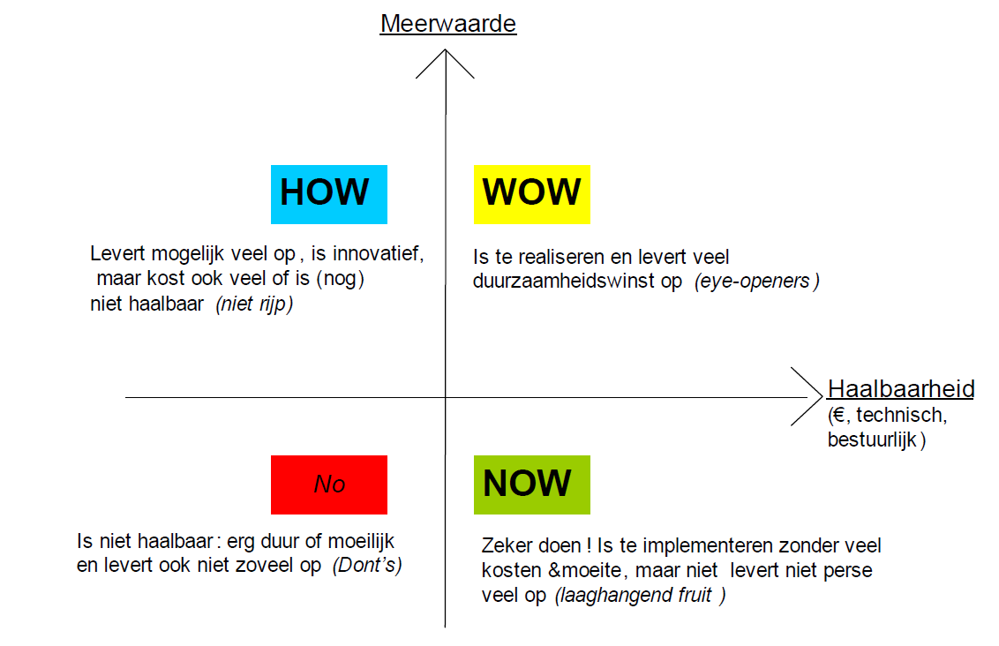 Meerwaarde
HOW
Levert mogelijk veel op, is innovatief,
maar kost ook veel of is (nog)
niet haalbaar (niet rijp)
WOW
Is te realiseren en levert veel
duurzaamheidswinst op (eye-openers)
Haalbaarheid
(€, technisch,
bestuurlijk)
No
Is niet haalbaar: erg duur of moeilijk
en levert ook niet zoveel op (Dont's)
NOW
Zeker doen! Is te implementeren zonder veel
kosten &moeite, maar niet levert niet perse
veel op (laaghangend fruit )